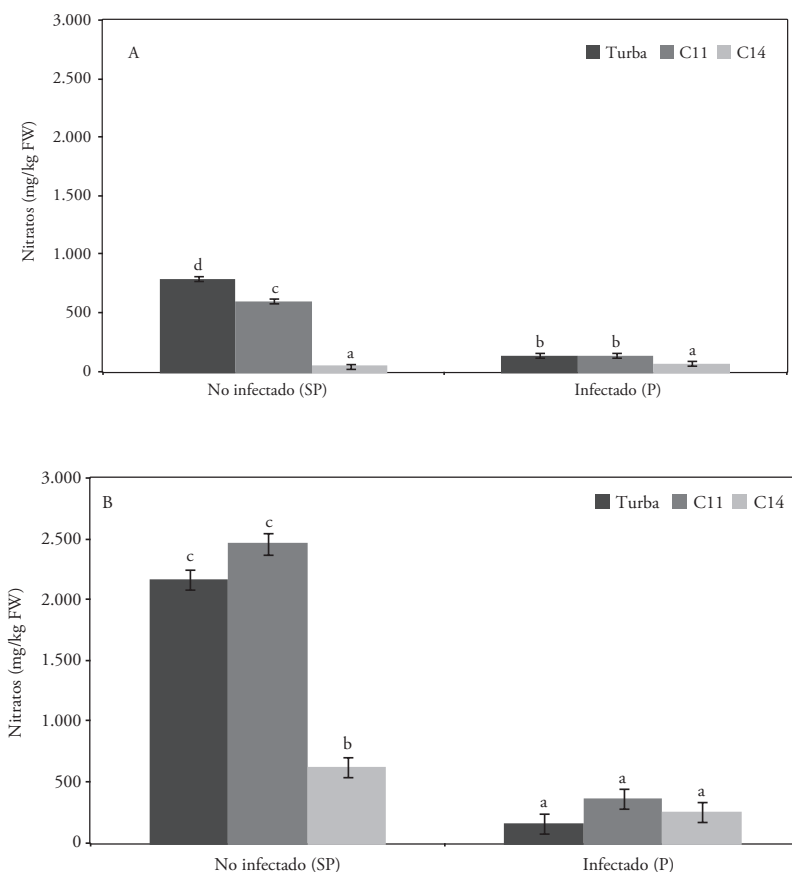 3.000
A
Turba C11 C14
2.500
2.000
1.500
1.000
500
0
Nitratos (mg/kg FW)
d
c
a
b
b
a
No infectado (SP)
Infectado (P)
3.000
B
Turba C11 C14
2.500
2.000
1.500
1.000
500
0
Nitratos (mg/kg FW)
c
c
b
a
a
a
No infectado (SP)
Infectado (P)